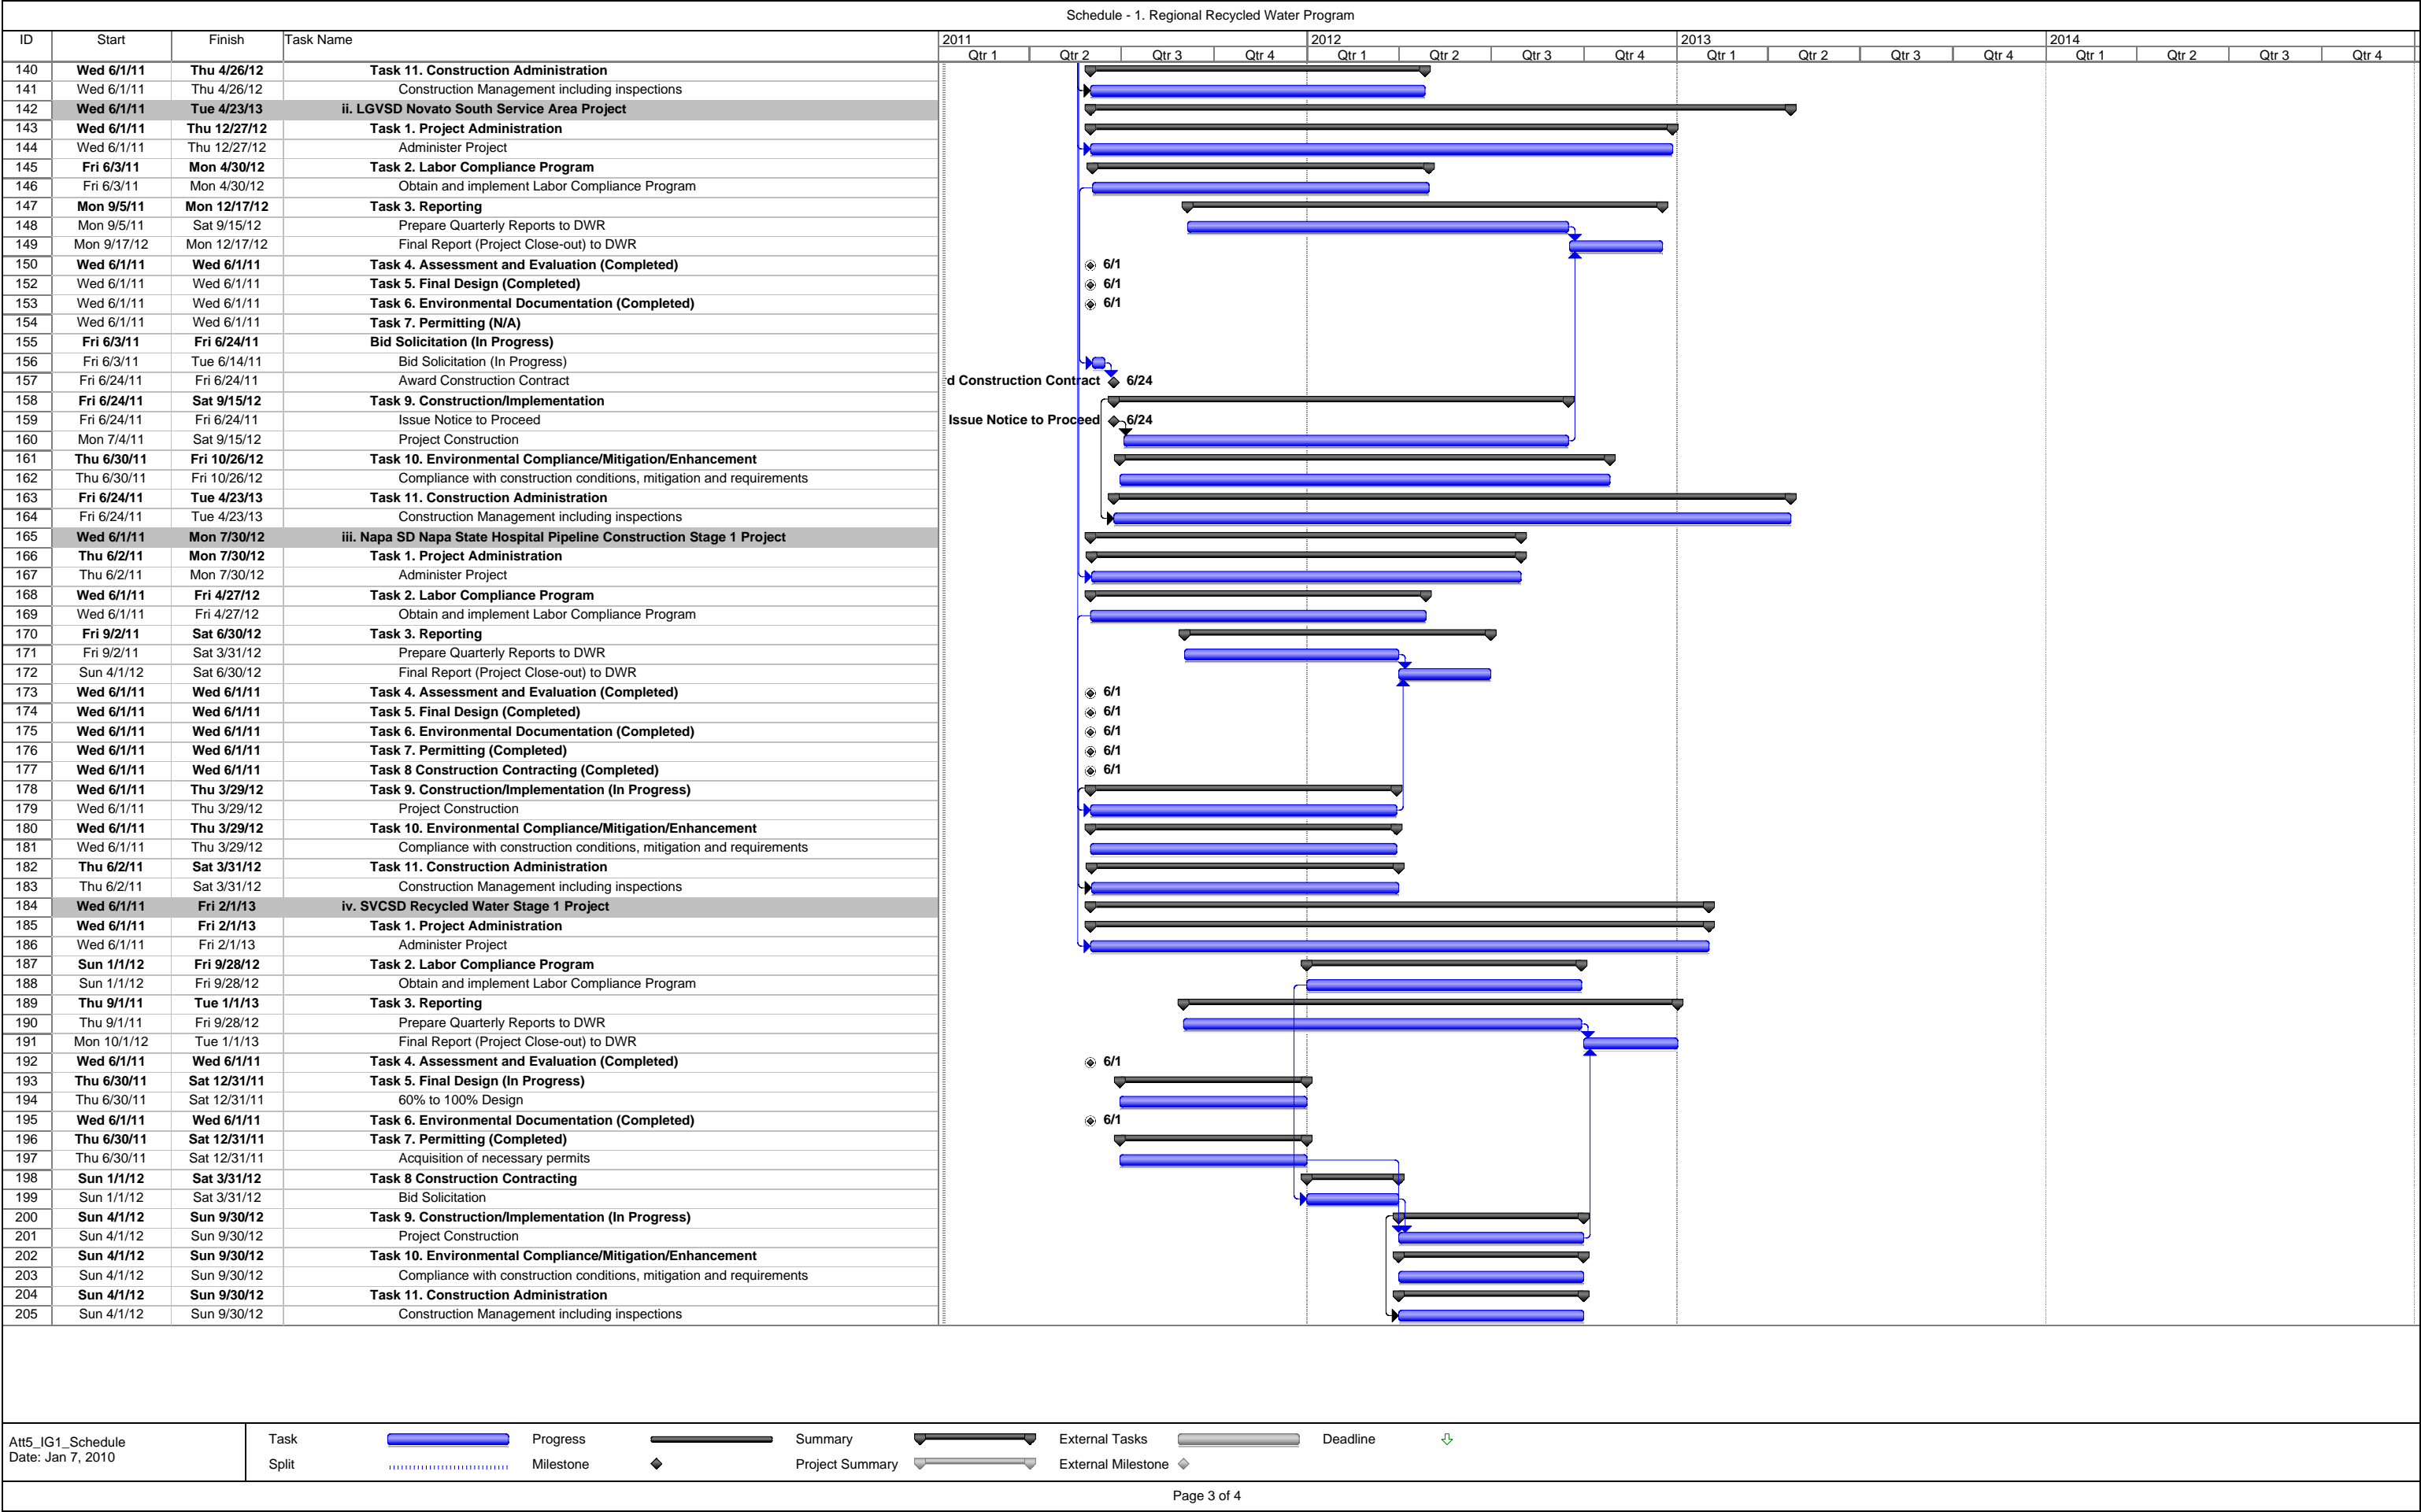 Schedule - 1. Regional Recycled Water Program
ID Start Finish Task Name 2011 2012 2013 2014
Qtr 1 Qtr 2 Qtr 3 Qtr 4 Qtr 1 Qtr 2 Qtr 3 Qtr 4 Qtr 1 Qtr 2 Qtr 3 Qtr 4 Qtr 1 Qtr 2 Qtr 3 Qtr 4
140 Wed 6/1/11 Thu 4/26/12 Task 11. Construction Administration
141 Wed 6/1/11 Thu 4/26/12 Construction Management including inspections
142 Wed 6/1/11 Tue 4/23/13 ii. LGVSD Novato South Service Area Project
143 Wed 6/1/11 Thu 12/27/12 Task 1. Project Administration
144 Wed 6/1/11 Thu 12/27/12 Administer Project
145 Fri 6/3/11 Mon 4/30/12 Task 2. Labor Compliance Program
146 Fri 6/3/11 Mon 4/30/12 Obtain and implement Labor Compliance Program
147 Mon 9/5/11 Mon 12/17/12 Task 3. Reporting
148 Mon 9/5/11 Sat 9/15/12 Prepare Quarterly Reports to DWR
149 Mon 9/17/12 Mon 12/17/12 Final Report (Project Close-out) to DWR
150 Wed 6/1/11 Wed 6/1/11 Task 4. Assessment and Evaluation (Completed) 6/1
152 Wed 6/1/11 Wed 6/1/11 Task 5. Final Design (Completed) 6/1
153 Wed 6/1/11 Wed 6/1/11 Task 6. Environmental Documentation (Completed) 6/1
154 Wed 6/1/11 Wed 6/1/11 Task 7. Permitting (N/A)
155 Fri 6/3/11 Fri 6/24/11 Bid Solicitation (In Progress)
156 Fri 6/3/11 Tue 6/14/11 Bid Solicitation (In Progress)
157 Fri 6/24/11 Fri 6/24/11 Award Construction Contract d Construction Contract 6/24
158 Fri 6/24/11 Sat 9/15/12 Task 9. Construction/Implementation
159 Fri 6/24/11 Fri 6/24/11 Issue Notice to Proceed Issue Notice to Proceed 6/24
160 Mon 7/4/11 Sat 9/15/12 Project Construction
161 Thu 6/30/11 Fri 10/26/12 Task 10. Environmental Compliance/Mitigation/Enhancement
162 Thu 6/30/11 Fri 10/26/12 Compliance with construction conditions, mitigation and requirements
163 Fri 6/24/11 Tue 4/23/13 Task 11. Construction Administration
164 Fri 6/24/11 Tue 4/23/13 Construction Management including inspections
165 Wed 6/1/11 Mon 7/30/12 iii. Napa SD Napa State Hospital Pipeline Construction Stage 1 Project
166 Thu 6/2/11 Mon 7/30/12 Task 1. Project Administration
167 Thu 6/2/11 Mon 7/30/12 Administer Project
168 Wed 6/1/11 Fri 4/27/12 Task 2. Labor Compliance Program
169 Wed 6/1/11 Fri 4/27/12 Obtain and implement Labor Compliance Program
170 Fri 9/2/11 Sat 6/30/12 Task 3. Reporting
171 Fri 9/2/11 Sat 3/31/12 Prepare Quarterly Reports to DWR
172 Sun 4/1/12 Sat 6/30/12 Final Report (Project Close-out) to DWR
173 Wed 6/1/11 Wed 6/1/11 Task 4. Assessment and Evaluation (Completed) 6/1
174 Wed 6/1/11 Wed 6/1/11 Task 5. Final Design (Completed) 6/1
175 Wed 6/1/11 Wed 6/1/11 Task 6. Environmental Documentation (Completed) 6/1
176 Wed 6/1/11 Wed 6/1/11 Task 7. Permitting (Completed) 6/1
177 Wed 6/1/11 Wed 6/1/11 Task 8 Construction Contracting (Completed) 6/1
178 Wed 6/1/11 Thu 3/29/12 Task 9. Construction/Implementation (In Progress)
179 Wed 6/1/11 Thu 3/29/12 Project Construction
180 Wed 6/1/11 Thu 3/29/12 Task 10. Environmental Compliance/Mitigation/Enhancement
181 Wed 6/1/11 Thu 3/29/12 Compliance with construction conditions, mitigation and requirements
182 Thu 6/2/11 Sat 3/31/12 Task 11. Construction Administration
183 Thu 6/2/11 Sat 3/31/12 Construction Management including inspections
184 Wed 6/1/11 Fri 2/1/13 iv. SVCSD Recycled Water Stage 1 Project
185 Wed 6/1/11 Fri 2/1/13 Task 1. Project Administration
186 Wed 6/1/11 Fri 2/1/13 Administer Project
187 Sun 1/1/12 Fri 9/28/12 Task 2. Labor Compliance Program
188 Sun 1/1/12 Fri 9/28/12 Obtain and implement Labor Compliance Program
189 Thu 9/1/11 Tue 1/1/13 Task 3. Reporting
190 Thu 9/1/11 Fri 9/28/12 Prepare Quarterly Reports to DWR
191 Mon 10/1/12 Tue 1/1/13 Final Report (Project Close-out) to DWR
192 Wed 6/1/11 Wed 6/1/11 Task 4. Assessment and Evaluation (Completed) 6/1
193 Thu 6/30/11 Sat 12/31/11 Task 5. Final Design (In Progress)
194 Thu 6/30/11 Sat 12/31/11 60% to 100% Design
195 Wed 6/1/11 Wed 6/1/11 Task 6. Environmental Documentation (Completed) 6/1
196 Thu 6/30/11 Sat 12/31/11 Task 7. Permitting (Completed)
197 Thu 6/30/11 Sat 12/31/11 Acquisition of necessary permits
198 Sun 1/1/12 Sat 3/31/12 Task 8 Construction Contracting
199 Sun 1/1/12 Sat 3/31/12 Bid Solicitation
200 Sun 4/1/12 Sun 9/30/12 Task 9. Construction/Implementation (In Progress)
201 Sun 4/1/12 Sun 9/30/12 Project Construction
202 Sun 4/1/12 Sun 9/30/12 Task 10. Environmental Compliance/Mitigation/Enhancement
203 Sun 4/1/12 Sun 9/30/12 Compliance with construction conditions, mitigation and requirements
204 Sun 4/1/12 Sun 9/30/12 Task 11. Construction Administration
205 Sun 4/1/12 Sun 9/30/12 Construction Management including inspections
Att5_IG1_Schedule
Date: Jan 7, 2010
Task Progress Summary External Tasks Deadline
Split Milestone Project Summary External Milestone
Page 3 of 4